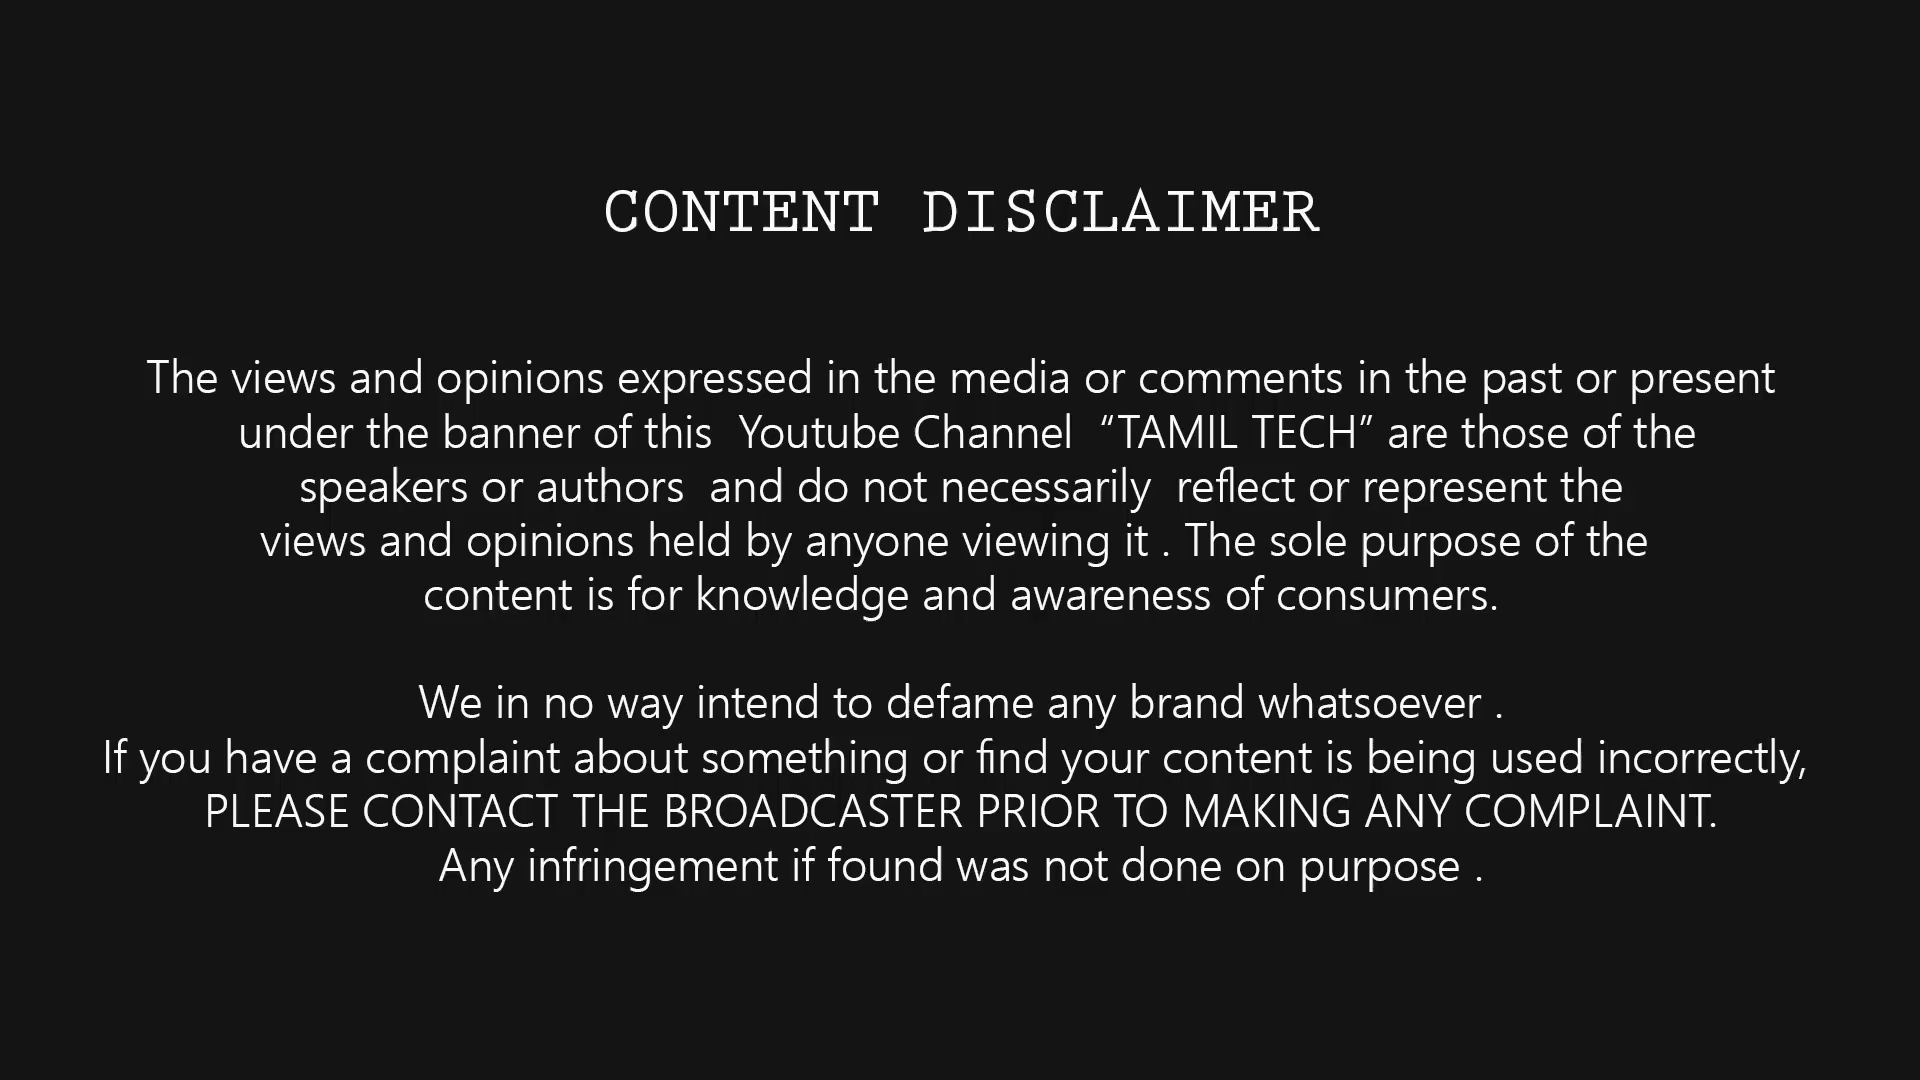 CONTENT DISCLAIMER
The views and opinions expressed in the media or comments in the past or present
under the banner of this  Youtube Channel  “TAMIL TECH” are those of the
speakers or authors  and do not necessarily  reflect or represent the
views and opinions held by anyone viewing it . The sole purpose of the
content is for knowledge and awareness of consumers.
We in no way intend to defame any brand whatsoever .
If you have a complaint about something or find your content is being used incorrectly,
PLEASE CONTACT THE BROADCASTER PRIOR TO MAKING ANY COMPLAINT.
Any infringement if found was not done on purpose .